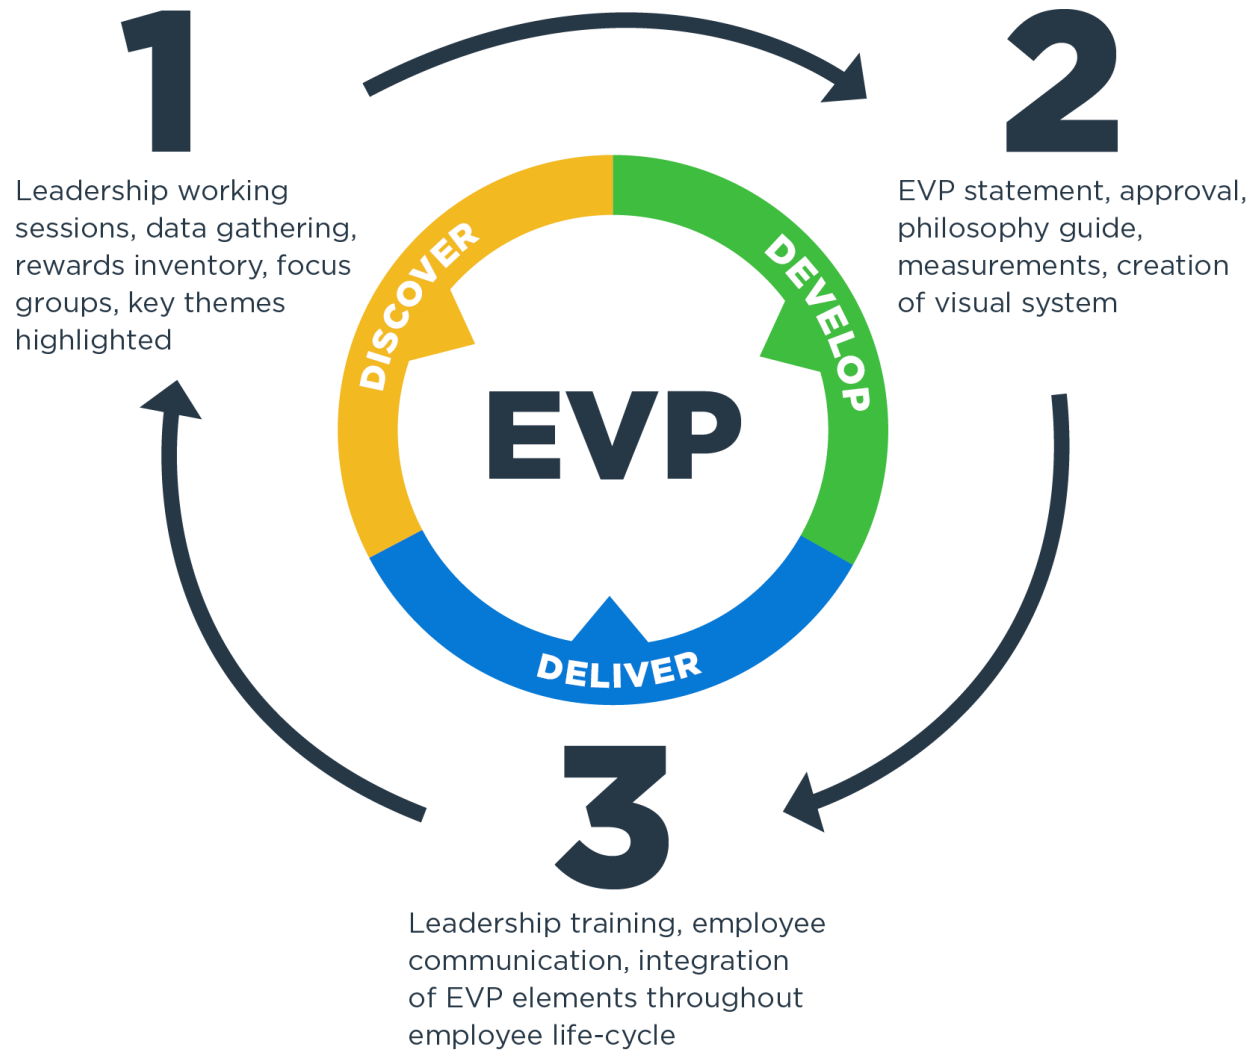 1
Leadership working
sessions, data gathering,
rewards inventory, focus
groups, key themes
highlighted
2
EVP statement, approval,
philosophy guide,
measurements, creation
of visual system
DISCOVER
DEVELOP
EVP
DELIVER
3
Leadership training, employee
communication, integration
of EVP elements throughout
employee life-cycle